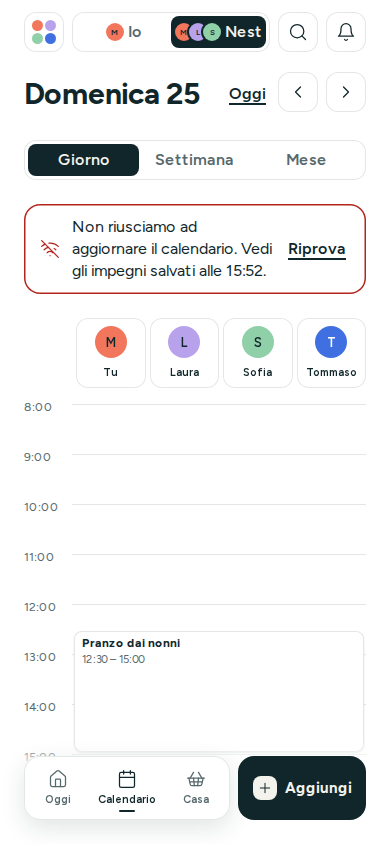 M Io
M L S Nest
Domenica 25
Oggi
Giorno Settimana Mese
Non riusciamo ad
aggiornare il calendario. Vedi
gli impegni salvati alle 15:52.
Riprova
M L S T
Tu Laura Sofia Tommaso
8:00
9:00
10:00
11:00
12:00
Pranzo dai nonni
12:30 – 15:00
13:00
14:00
15:00
Oggi Calendario Casa
Aggiungi